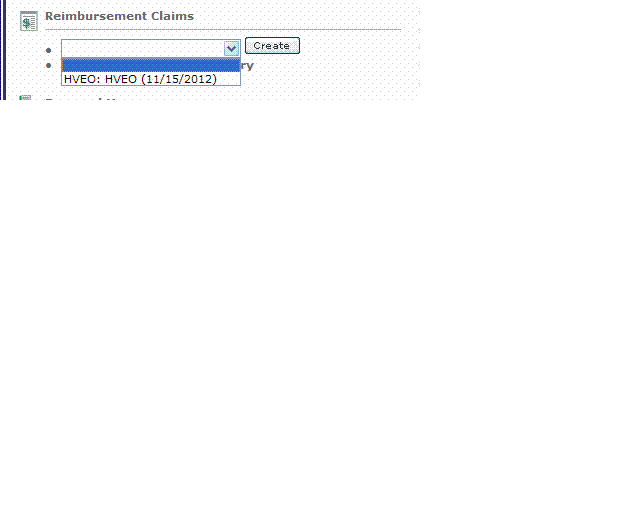 Reimbursement Claims
Create
HVEO: HVEO (11/15/2012)